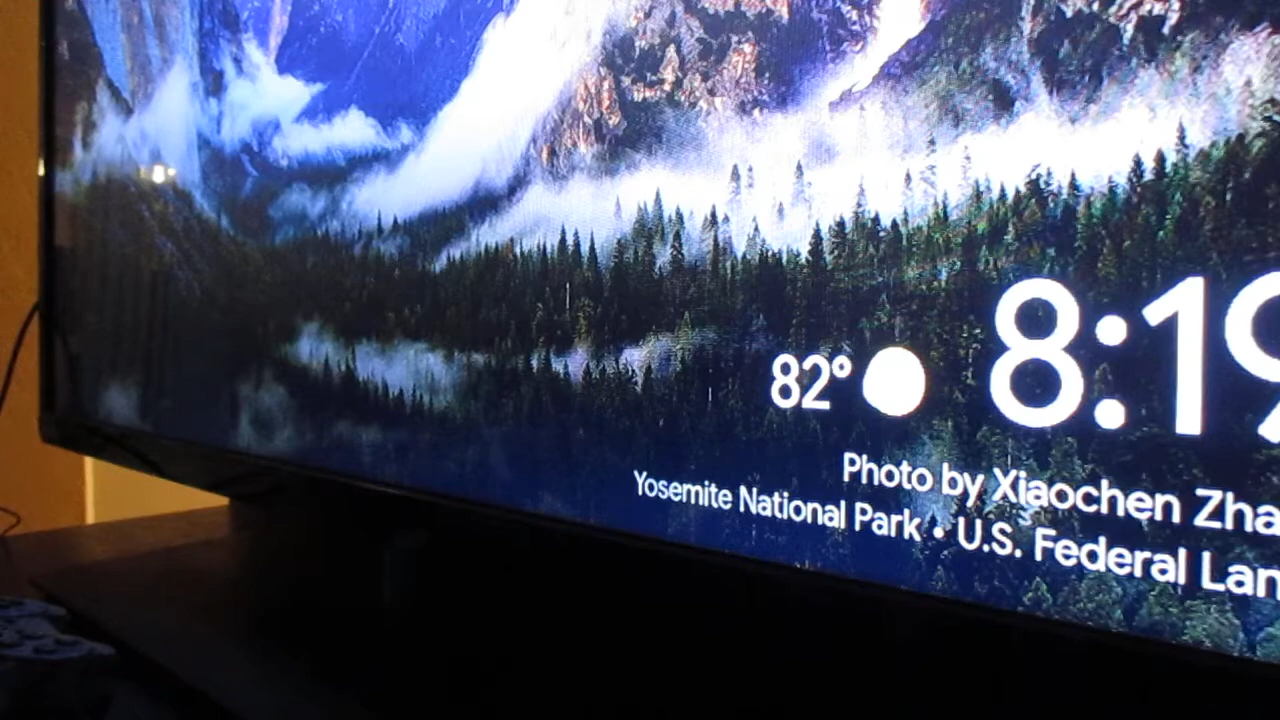 82° 8:19
Photo by Xiaochen Zha
Yosemite National Park • U.S. Federal Lan